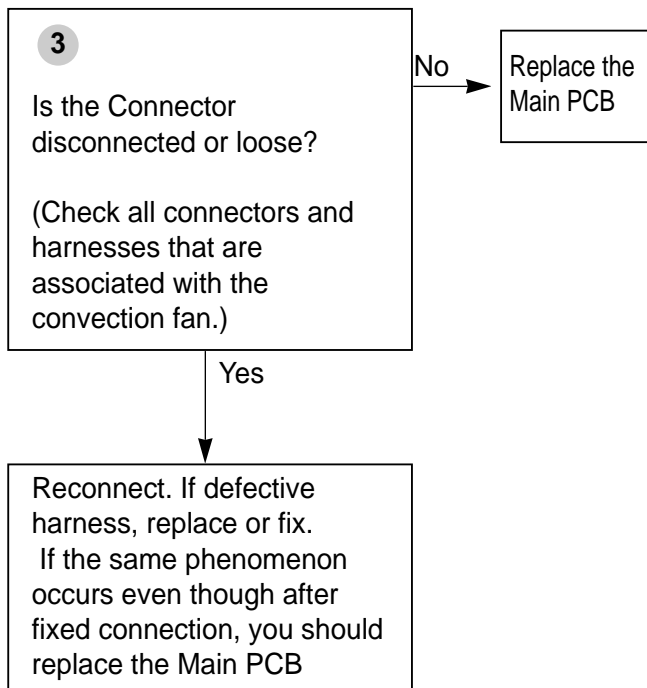 3
Is the Connector
disconnected or loose?
(Check all connectors and
harnesses that are
associated with the
convection fan.)
No
Replace the
Main PCB
Yes
Reconnect. If defective
harness, replace or fix.
If the same phenomenon
occurs even though after
fixed connection, you should
replace the Main PCB